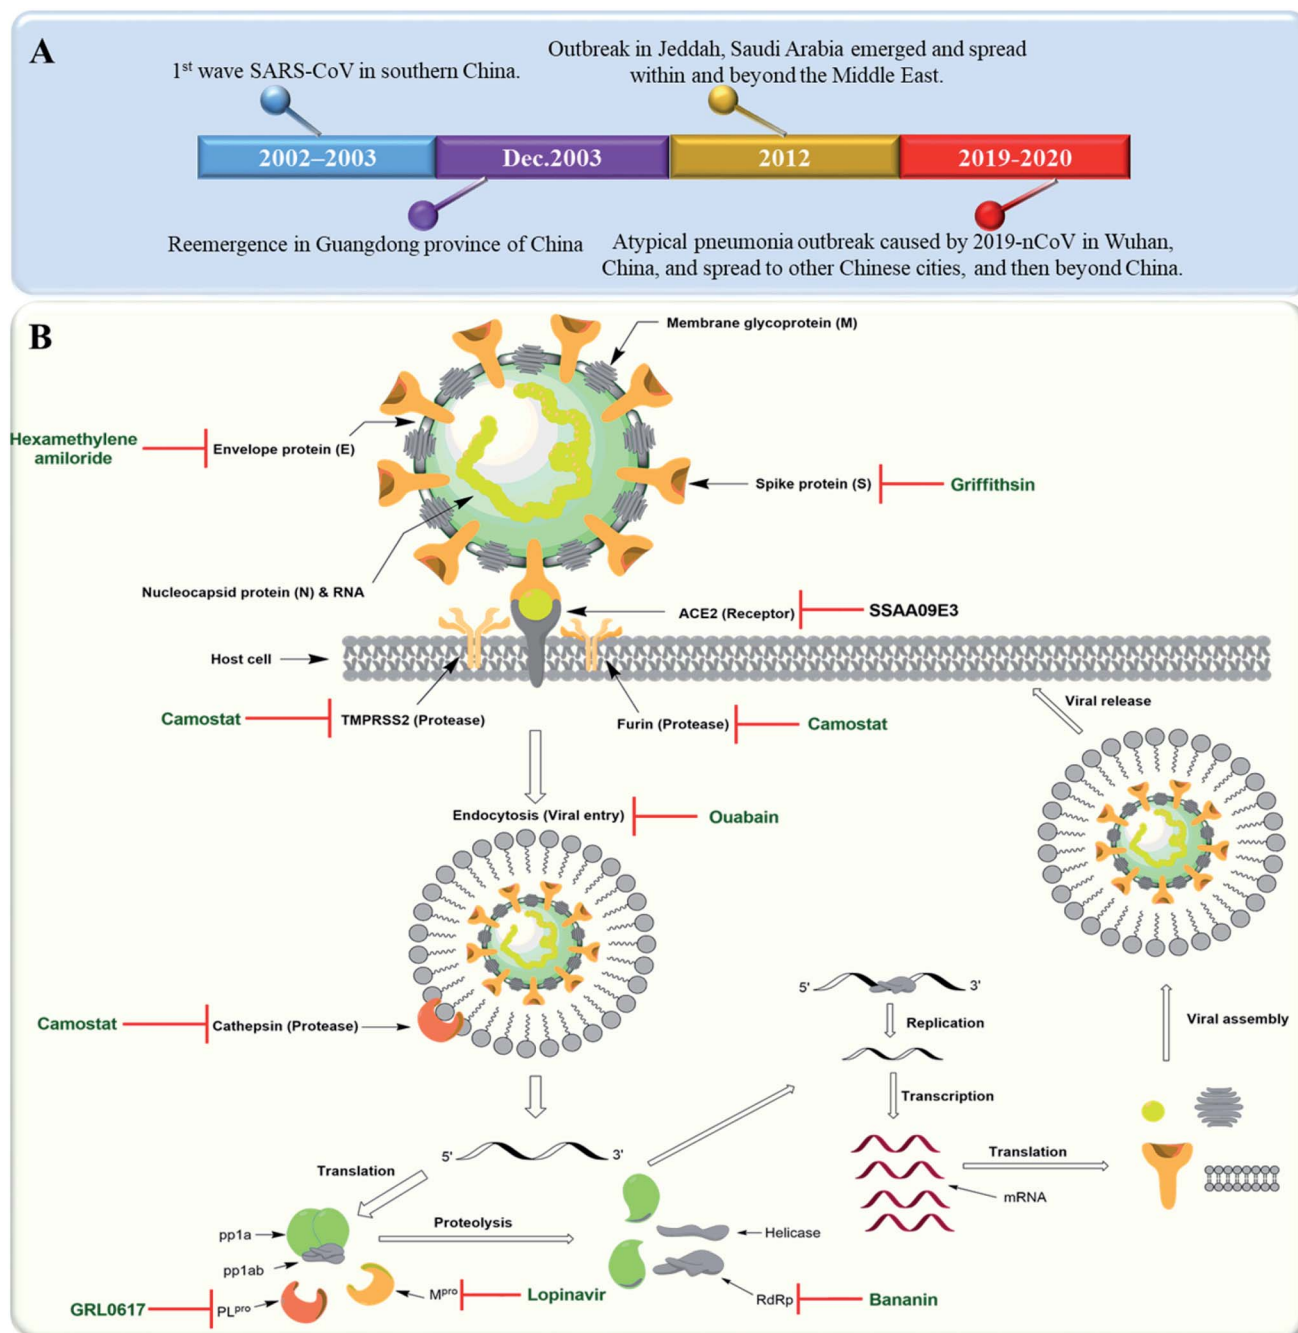 A
1st wave SARS-CoV in southern China.
Outbreak in Jeddah, Saudi Arabia emerged and spread
within and beyond the Middle East.
2002–2003
Dec.2003
2012
2019-2020
Reemergence in Guangdong province of China
Atypical pneumonia outbreak caused by 2019-nCoV in Wuhan,
China, and spread to other Chinese cities, and then beyond China.
B
Membrane glycoprotein (M)
Hexamethylene
amiloride
Envelope protein (E)
Spike protein (S)
Griffithsin
Nucleocapsid protein (N) & RNA
ACE2 (Receptor)
SSAA09E3
Host cell
Camostat
TMPRSS2 (Protease)
Furin (Protease)
Camostat
Viral release
Endocytosis (Viral entry)
Ouabain
Camostat
Cathepsin (Protease)
5'
3'
Replication
Viral assembly
Transcription
5'
3'
Translation
Translation
mRNA
pp1a
Proteolysis
Helicase
pp1ab
GRL0617
PLpro
Mpro
Lopinavir
RdRp
Bananin